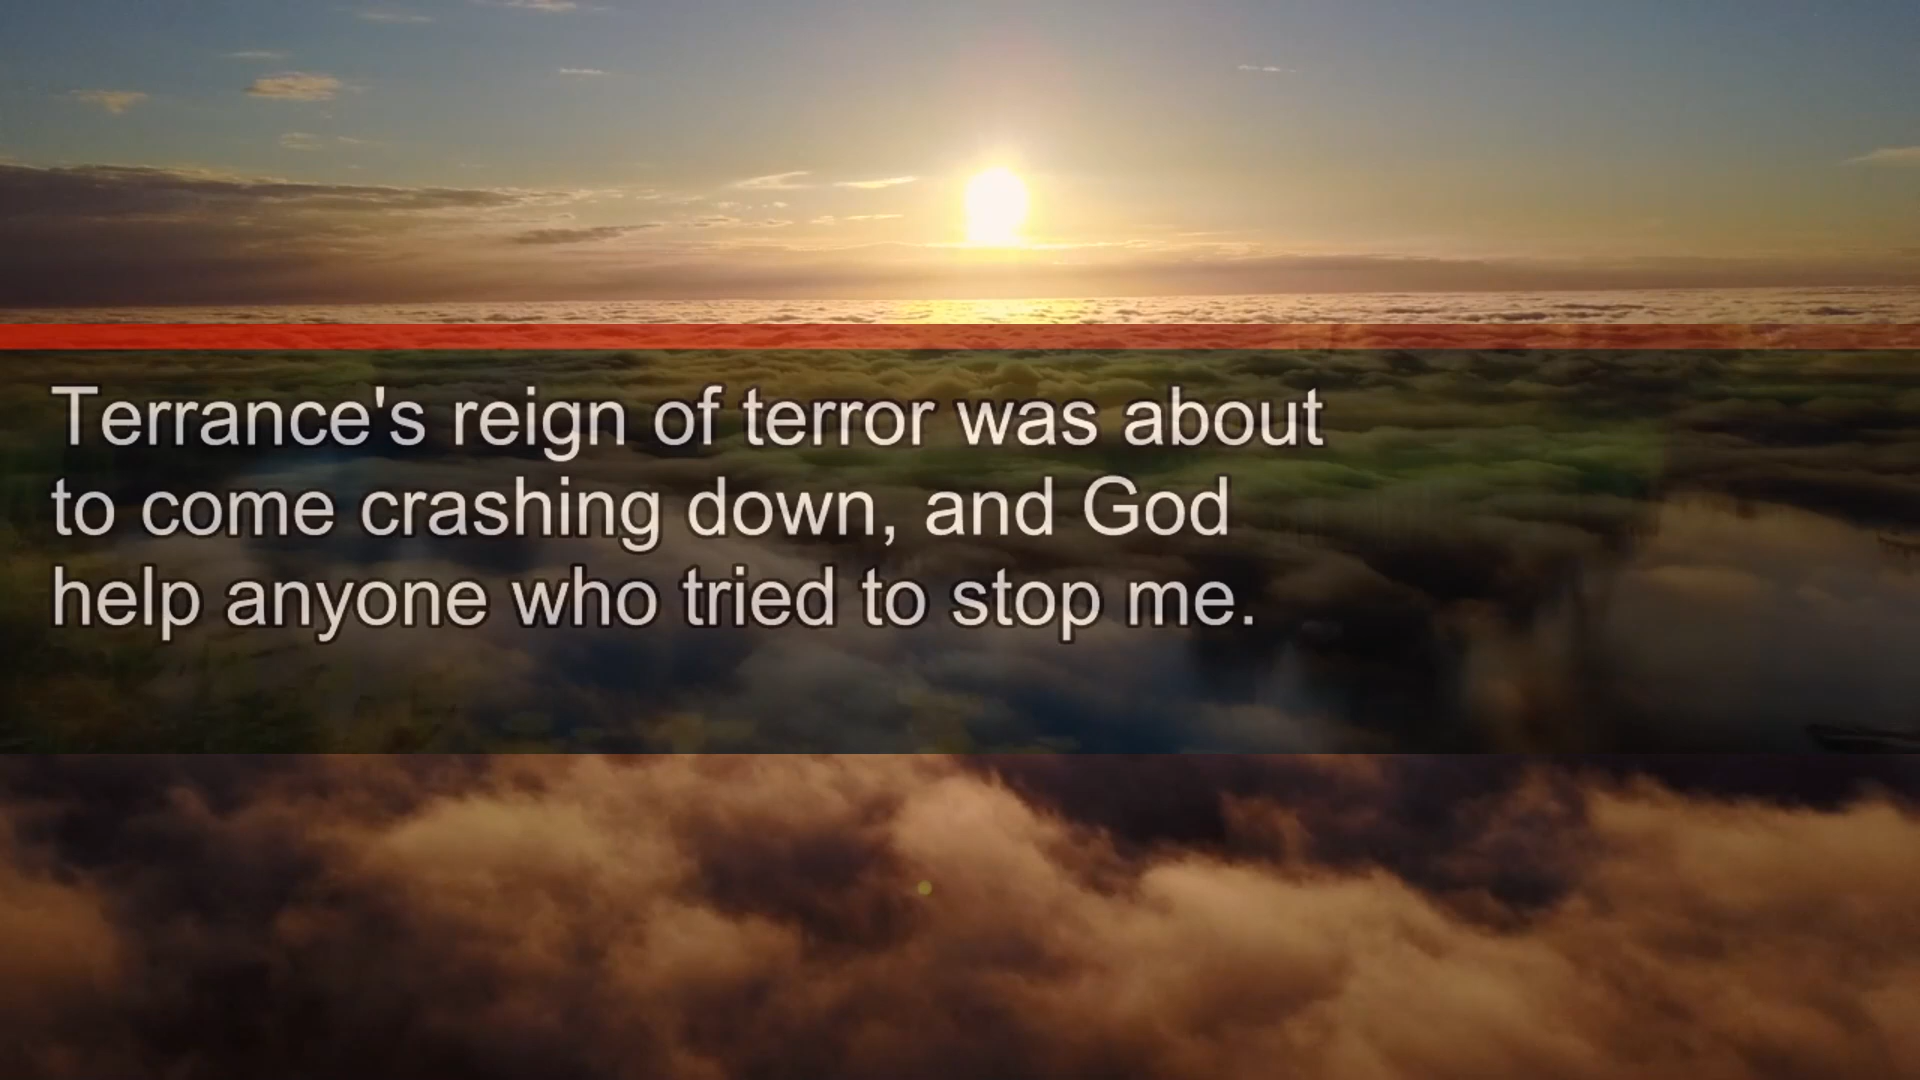 Terrance's reign of terror was about
to come crashing down, and God
help anyone who tried to stop me.